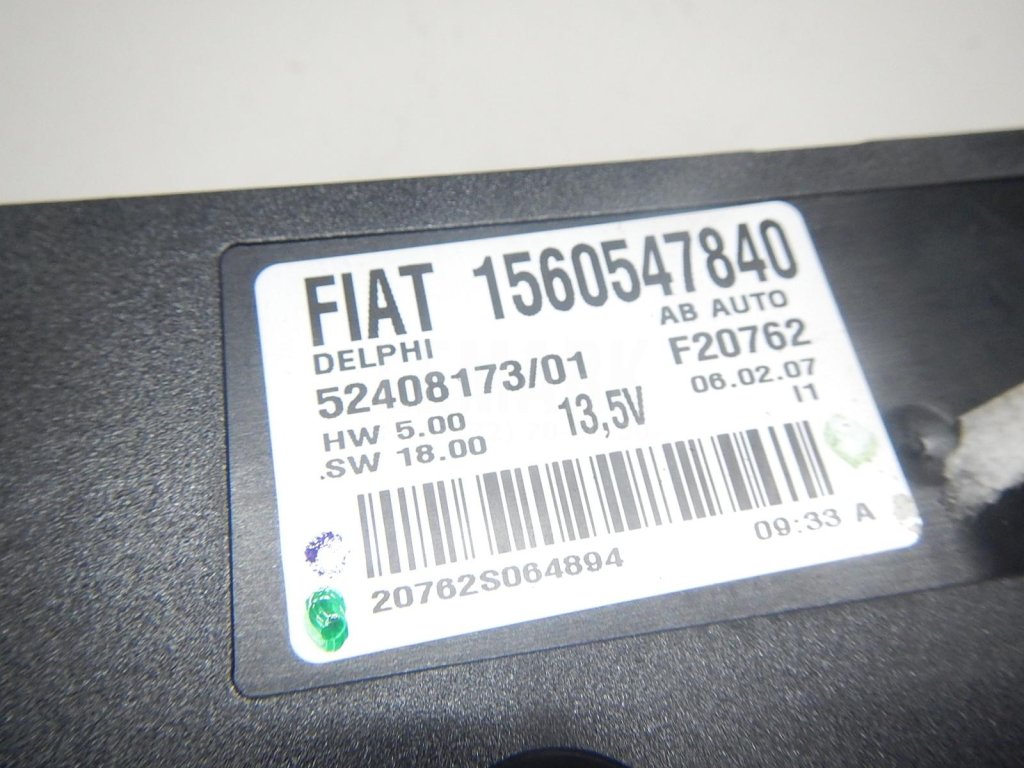 FIAT 1560547840
DELPHI AB AUTO
52408173/01 F20762
HW 5.00 13,5V 06.02.07
.SW 18.00 I1
20762S064894 09:33 A